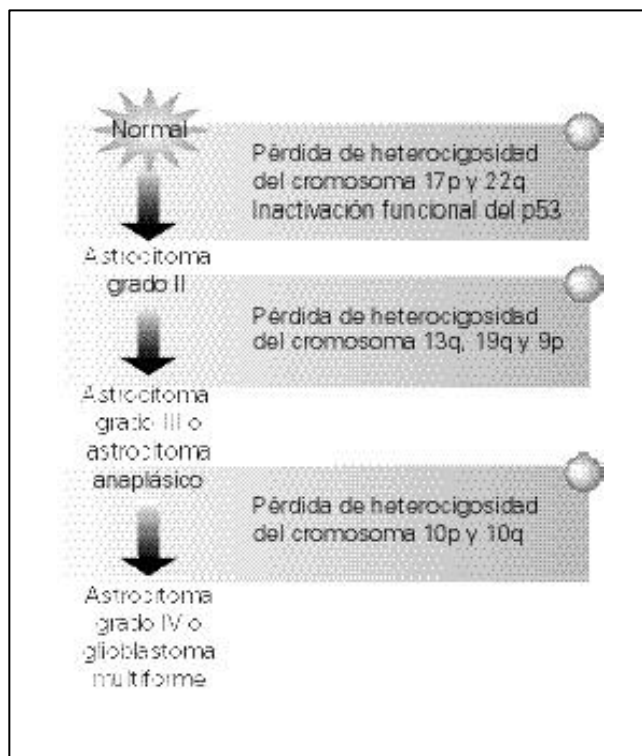 Normal
Pérdida de heterocigosidad
del cromosoma 17p y 22q
Inactivación funcional del p53
Astrocitoma
grado II
Pérdida de heterocigosidad
del cromosoma 13q, 19q y 9p
Astrocitoma
grado III o
astrocitoma
anaplásico
Pérdida de heterocigosidad
del cromosoma 10p y 10q
Astrocitoma
grado IV o
glioblastoma
multiforme